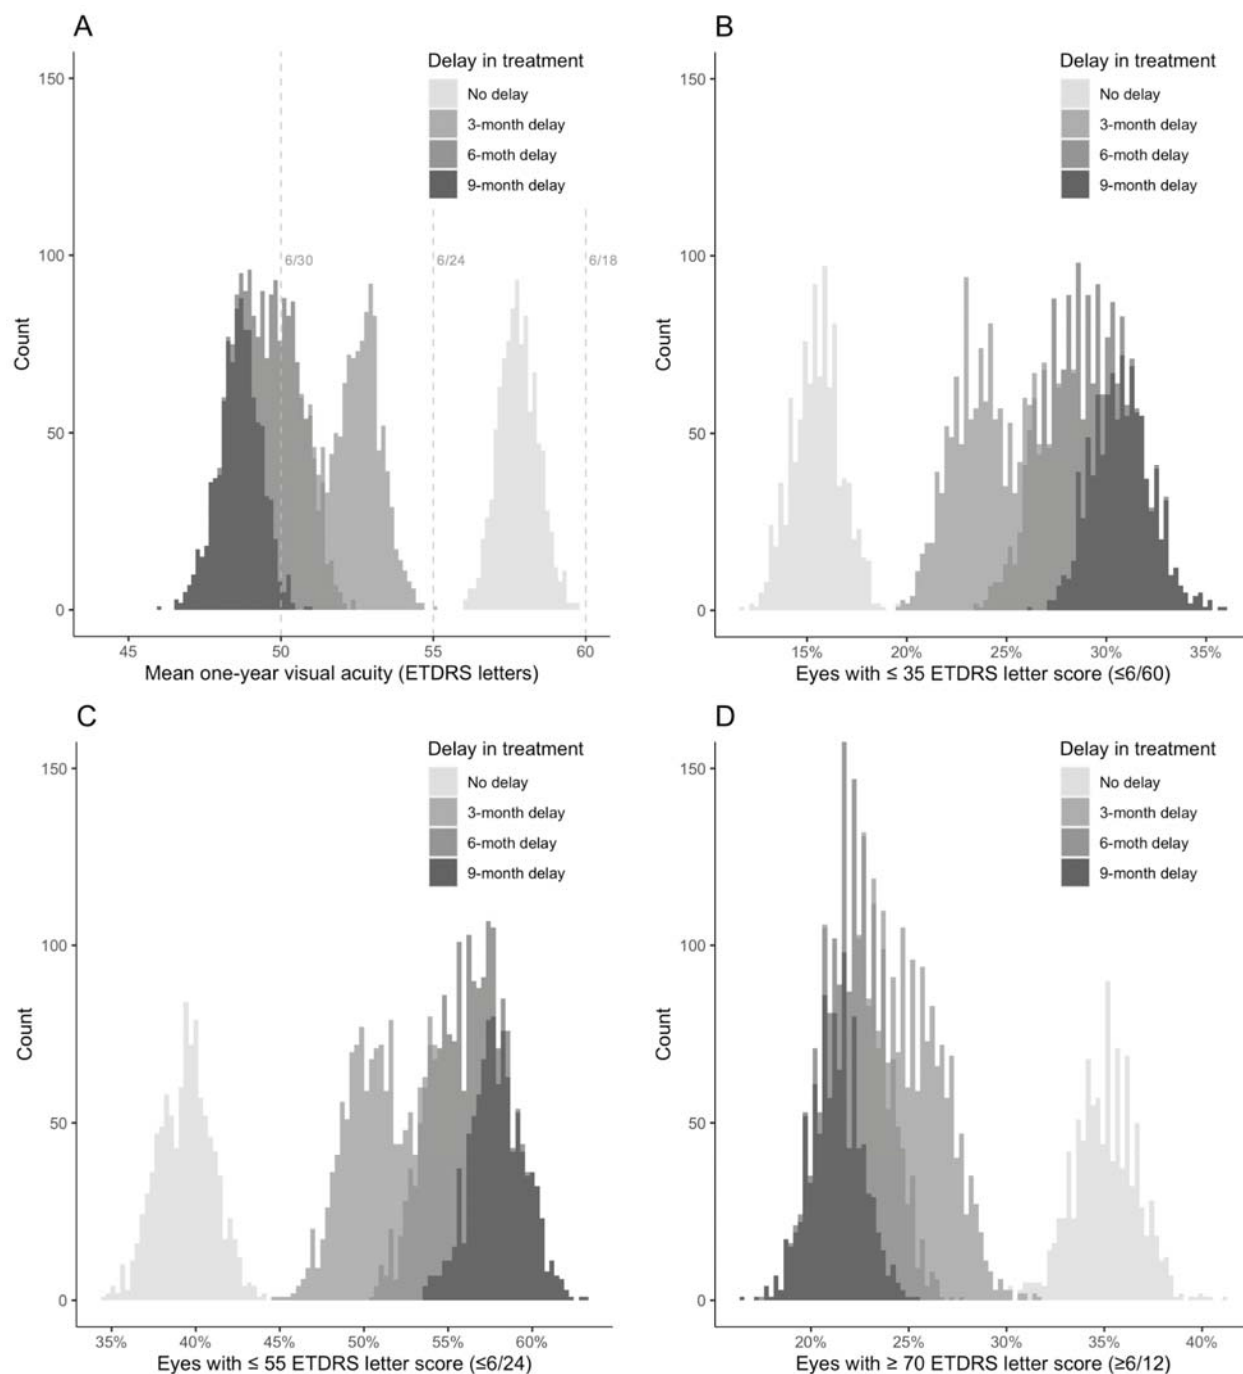 A
Delay in treatment
No delay
3-month delay
6-moth delay
9-month delay
150
100
50
0
Count
6/30
6/24
6/18
45
50
55
60
Mean one-year visual acuity (ETDRS letters)
B
Delay in treatment
No delay
3-month delay
6-moth delay
9-month delay
150
100
50
0
Count
15%
20%
25%
30%
35%
Eyes with ≤ 35 ETDRS letter score (≤6/60)
C
Delay in treatment
No delay
3-month delay
6-moth delay
9-month delay
150
100
50
0
Count
35%
40%
45%
50%
55%
60%
Eyes with ≤ 55 ETDRS letter score (≤6/24)
D
Delay in treatment
No delay
3-month delay
6-moth delay
9-month delay
150
100
50
0
Count
20%
25%
30%
35%
40%
Eyes with ≥ 70 ETDRS letter score (≥6/12)